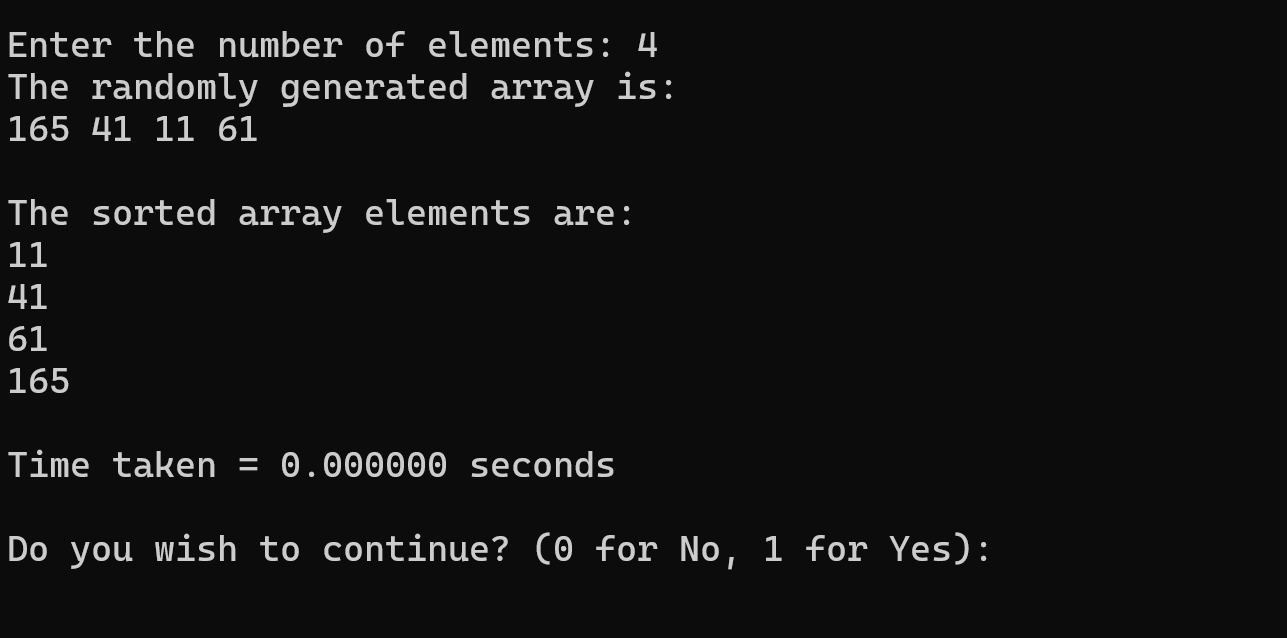 Enter the number of elements: 4
The randomly generated array is:
165 41 11 61
The sorted array elements are:
11
41
61
165
Time taken = 0.000000 seconds
Do you wish to continue? (0 for No, 1 for Yes):